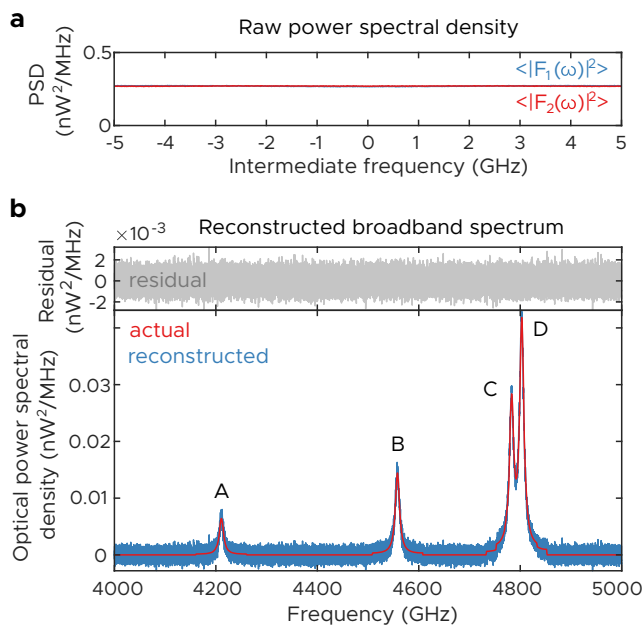 a
Raw power spectral density
PSD
(nW²/MHz)
0.5
0
<|F₁(ω)|²>
<|F₂(ω)|²>
-5 -4 -3 -2 -1 0 1 2 3 4 5
Intermediate frequency (GHz)
b
×10⁻³
Reconstructed broadband spectrum
Residual
(nW²/MHz)
2
0
-2
residual
actual
reconstructed
Optical power spectral
density (nW²/MHz)
0.03
0.02
0.01
0
A
B
C
D
4000 4200 4400 4600 4800 5000
Frequency (GHz)